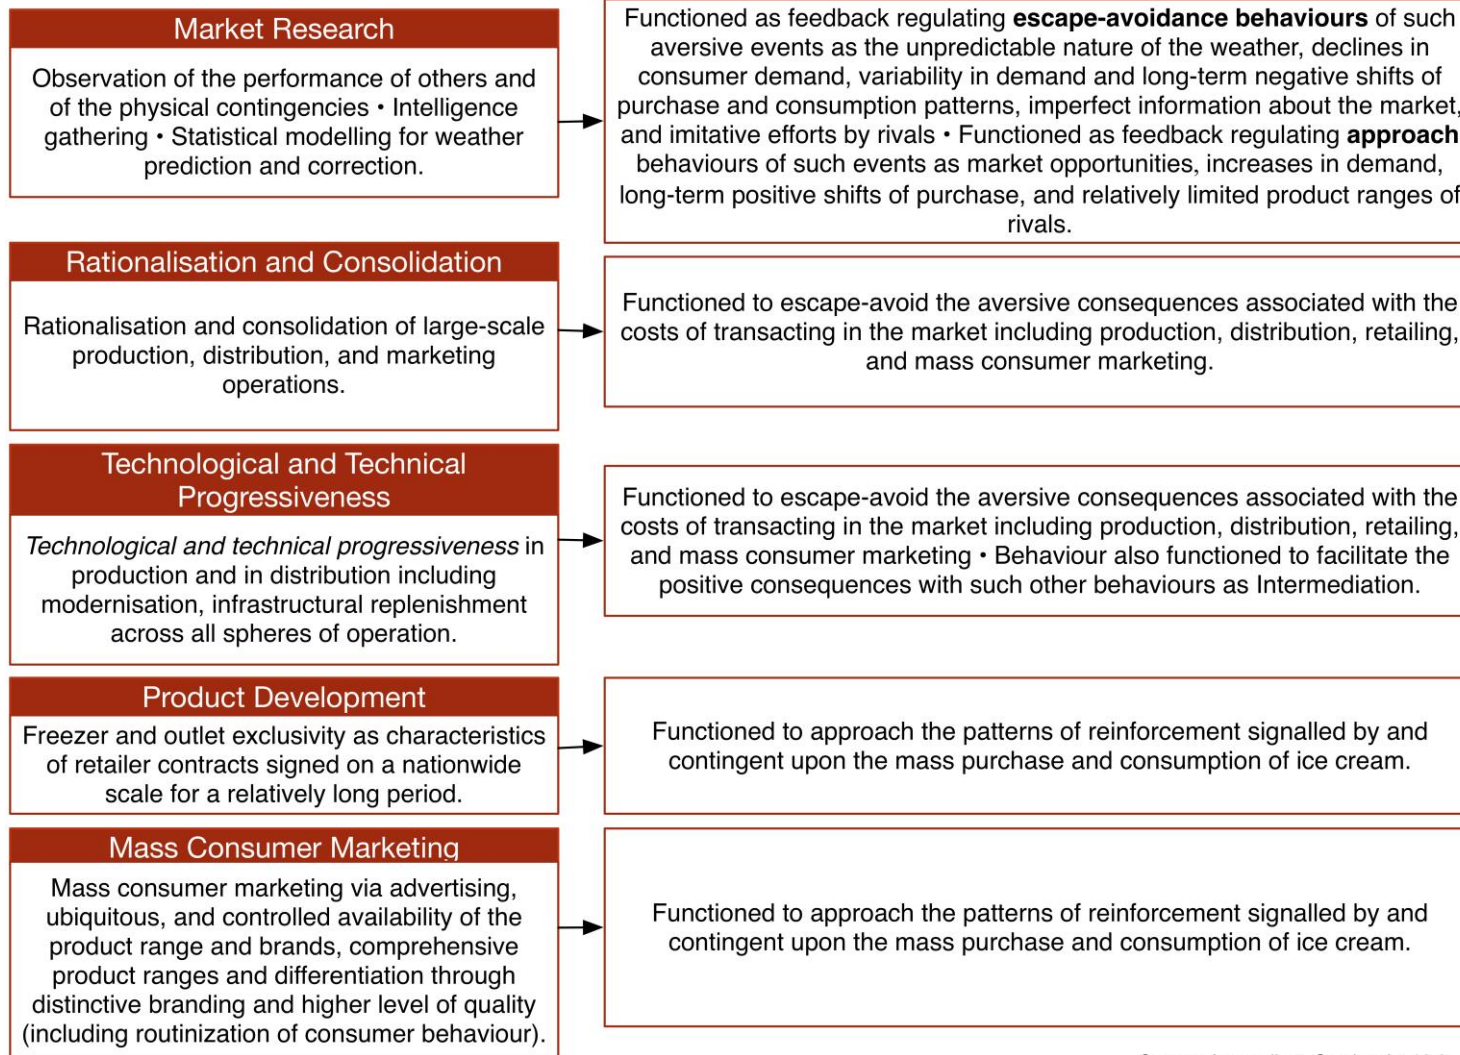 Market Research
Observation of the performance of others and
of the physical contingencies • Intelligence
gathering • Statistical modelling for weather
prediction and correction.
Functioned as feedback regulating escape-avoidance behaviours of such
aversive events as the unpredictable nature of the weather, declines in
consumer demand, variability in demand and long-term negative shifts of
purchase and consumption patterns, imperfect information about the market,
and imitative efforts by rivals • Functioned as feedback regulating approach
behaviours of such events as market opportunities, increases in demand,
long-term positive shifts of purchase, and relatively limited product ranges of
rivals.
Rationalisation and Consolidation
Rationalisation and consolidation of large-scale
production, distribution, and marketing
operations.
Functioned to escape-avoid the aversive consequences associated with the
costs of transacting in the market including production, distribution, retailing,
and mass consumer marketing.
Technological and Technical
Progressiveness
Technological and technical progressiveness in
production and in distribution including
modernisation, infrastructural replenishment
across all spheres of operation.
Functioned to escape-avoid the aversive consequences associated with the
costs of transacting in the market including production, distribution, retailing,
and mass consumer marketing • Behaviour also functioned to facilitate the
positive consequences with such other behaviours as Intermediation.
Product Development
Freezer and outlet exclusivity as characteristics
of retailer contracts signed on a nationwide
scale for a relatively long period.
Functioned to approach the patterns of reinforcement signalled by and
contingent upon the mass purchase and consumption of ice cream.
Mass Consumer Marketing
Mass consumer marketing via advertising,
ubiquitous, and controlled availability of the
product range and brands, comprehensive
product ranges and differentiation through
distinctive branding and higher level of quality
(including routinization of consumer behaviour).
Functioned to approach the patterns of reinforcement signalled by and
contingent upon the mass purchase and consumption of ice cream.